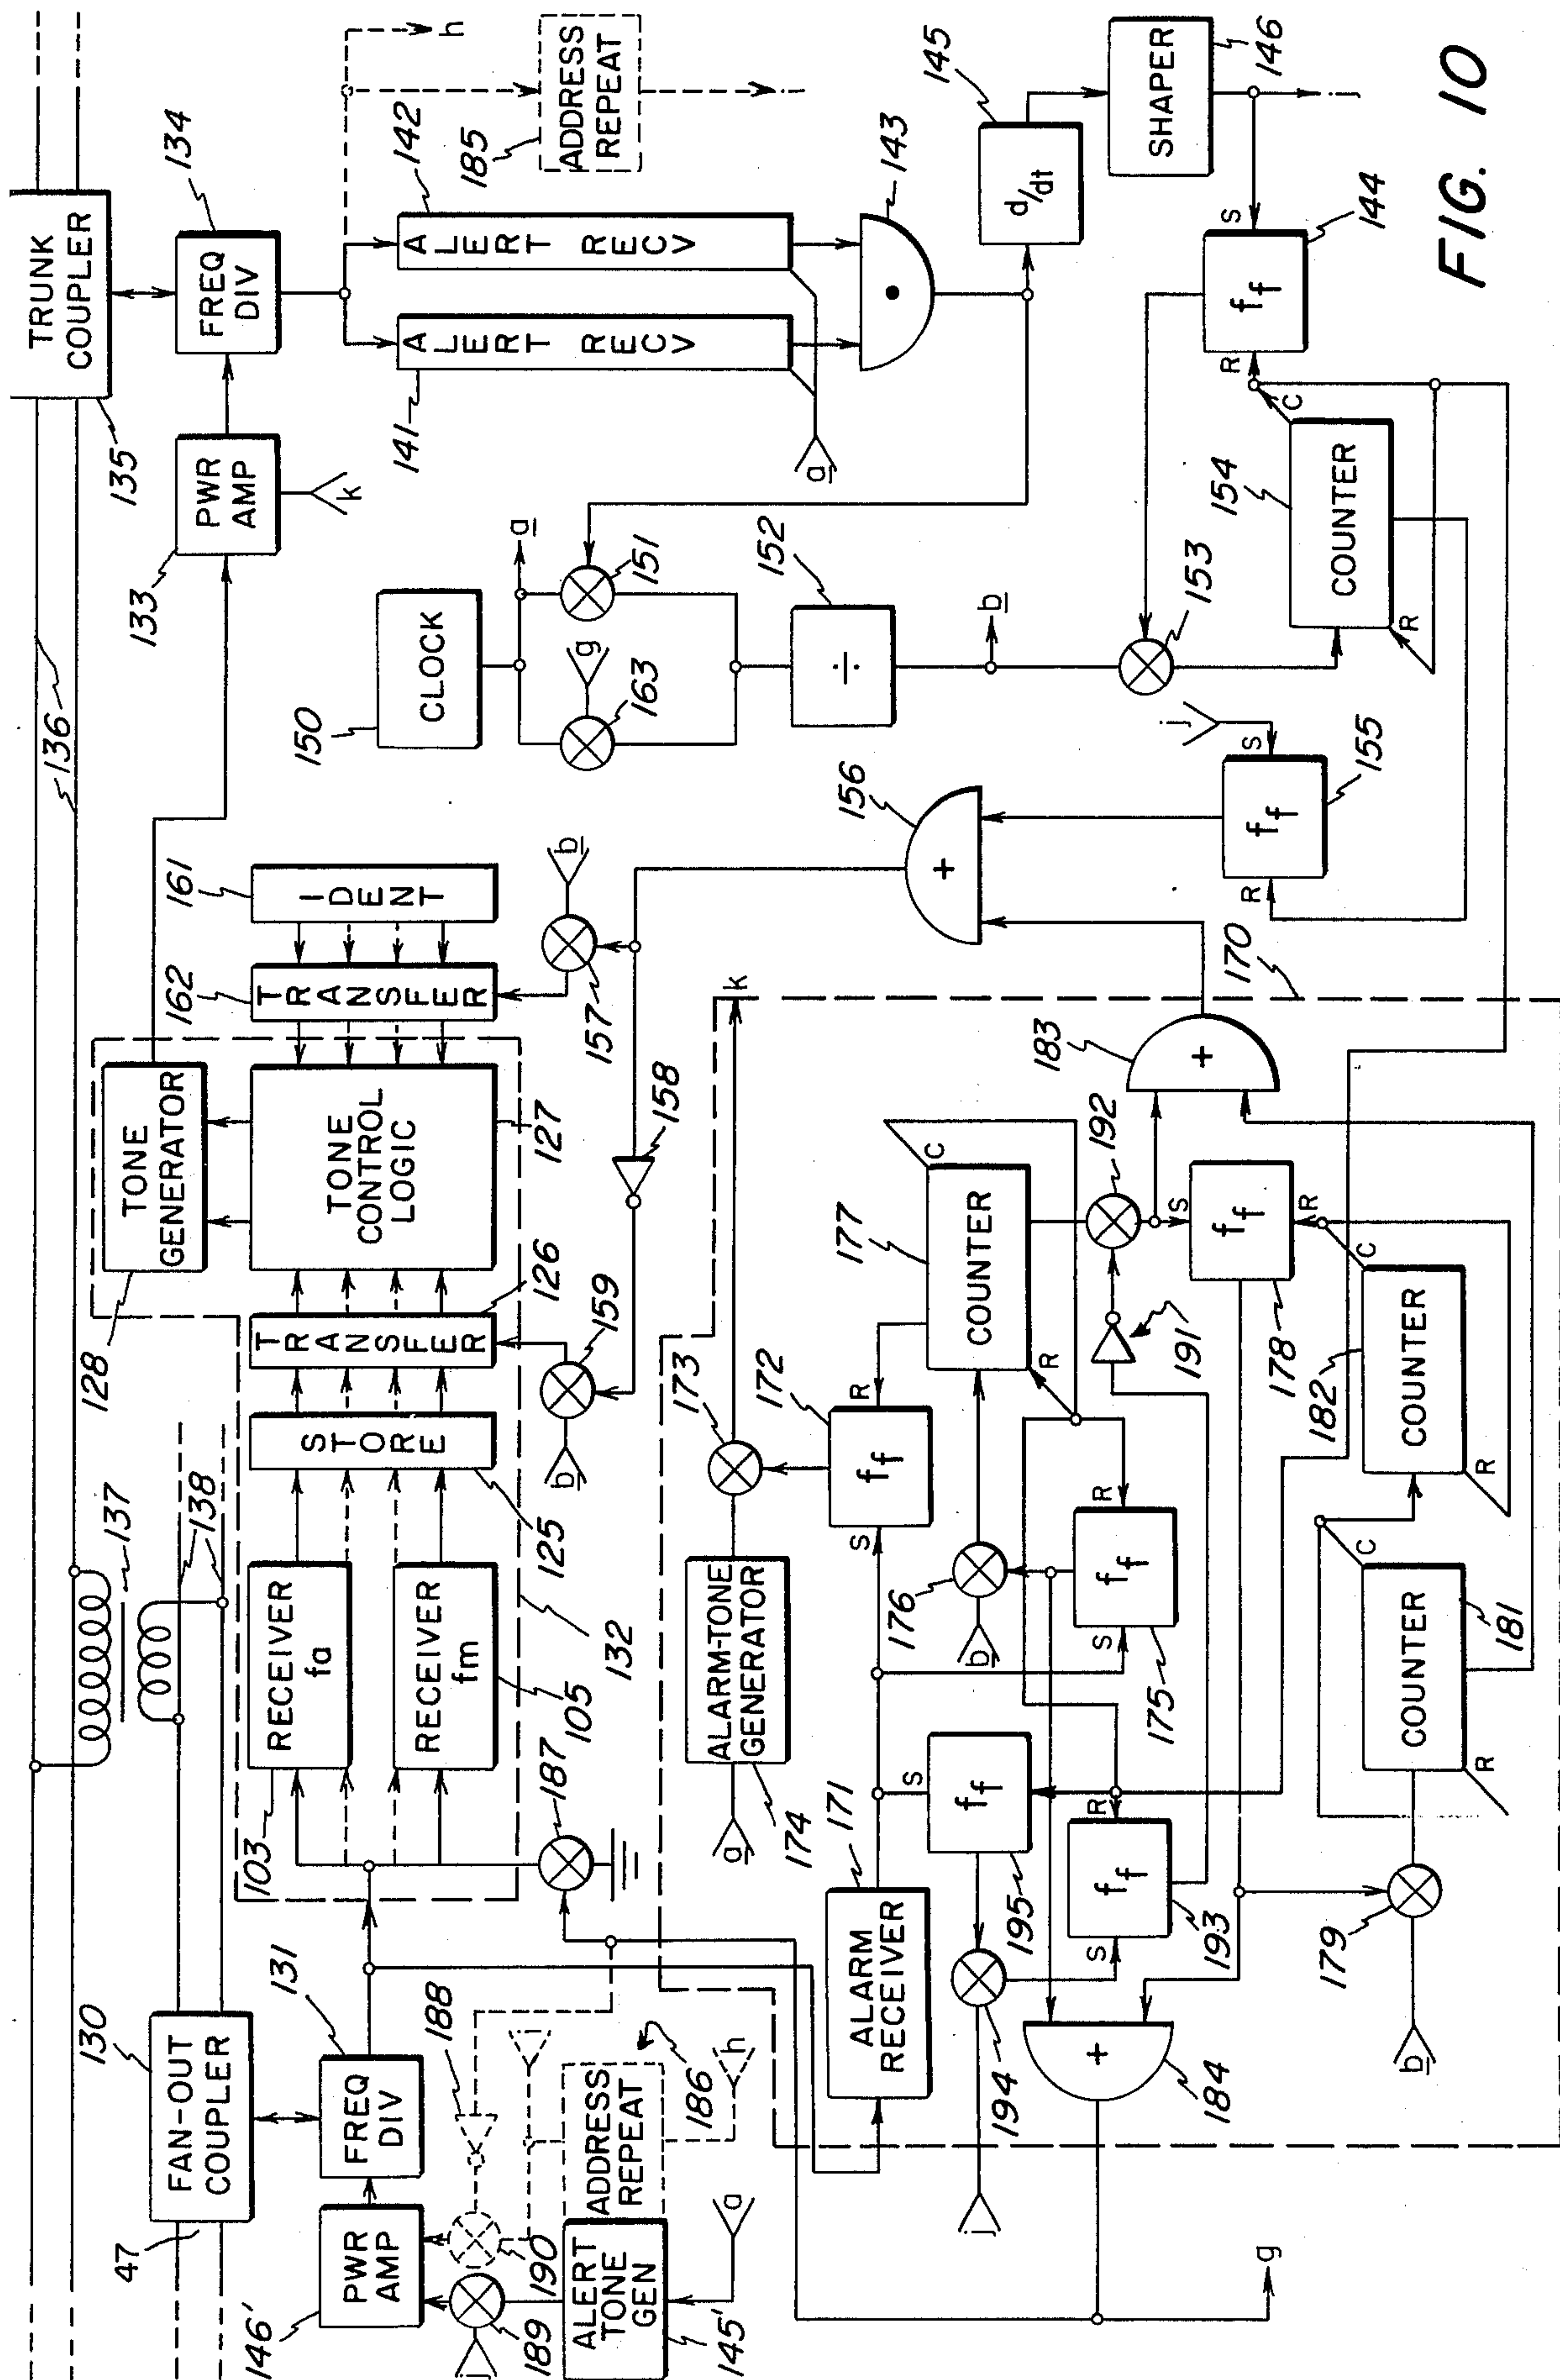 TRUNK
COUPLER
135
136
134
FREQ
DIV
133
PWR
AMP
k
h
185
ADDRESS
REPEAT
i
142
ALERT RECV
141
ALERT RECV
a
143
145
d/dt
146
SHAPER
j
144
ff
S
R
FIG. 10
154
COUNTER
C
R
153
152
÷
b
150
CLOCK
a
151
g
163
155
ff
S
R
j
156
+
161
IDENT
162
TRANSFER
157
b
158
159
b
128
TONE
GENERATOR
127
TONE
CONTROL
LOGIC
126
TRANSFER
125
STORE
132
103
RECEIVER
fa
105
RECEIVER
fm
137
138
187
130
FAN-OUT
COUPLER
47
131
FREQ
DIV
146'
PWR
AMP
188
i
186
h
ADDRESS
REPEAT
190
189
j
ALERT
TONE
GEN
145'
a
g
170
k
183
+
192
177
COUNTER
C
R
191
178
ff
S
R
172
ff
S
R
173
174
ALARM-TONE
GENERATOR
a
176
b
175
ff
S
R
171
ALARM
RECEIVER
195
ff
S
194
j
193
ff
S
R
184
+
182
COUNTER
C
R
181
COUNTER
C
R
179
b